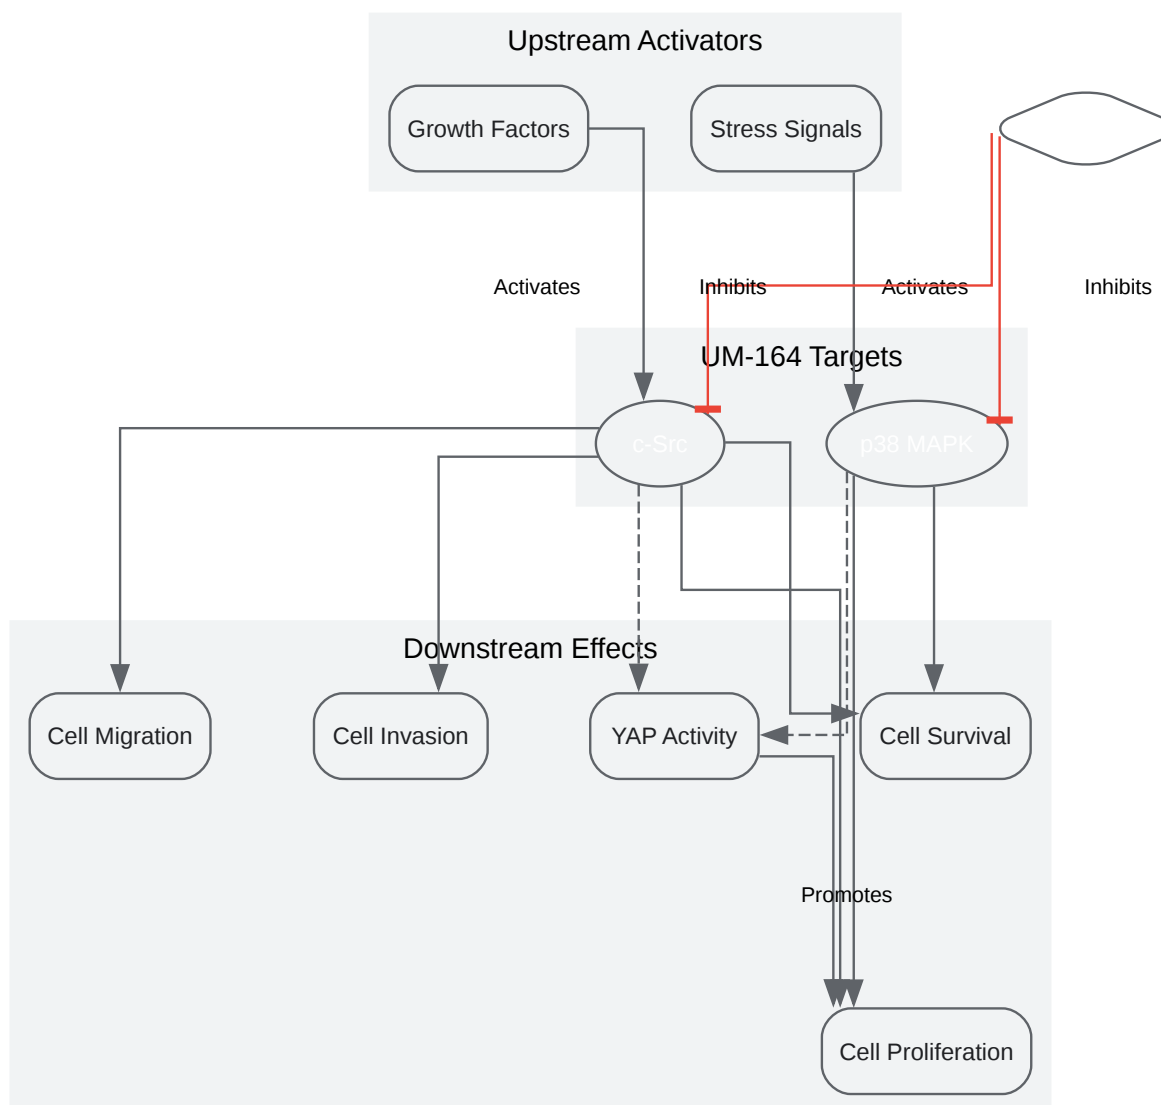 Upstream Activators
Growth Factors
Stress Signals
Activates
Inhibits
Activates
Inhibits
UM-164 Targets
c-Src
p38 MAPK
Downstream Effects
Cell Migration
Cell Invasion
YAP Activity
Cell Survival
Promotes
Cell Proliferation